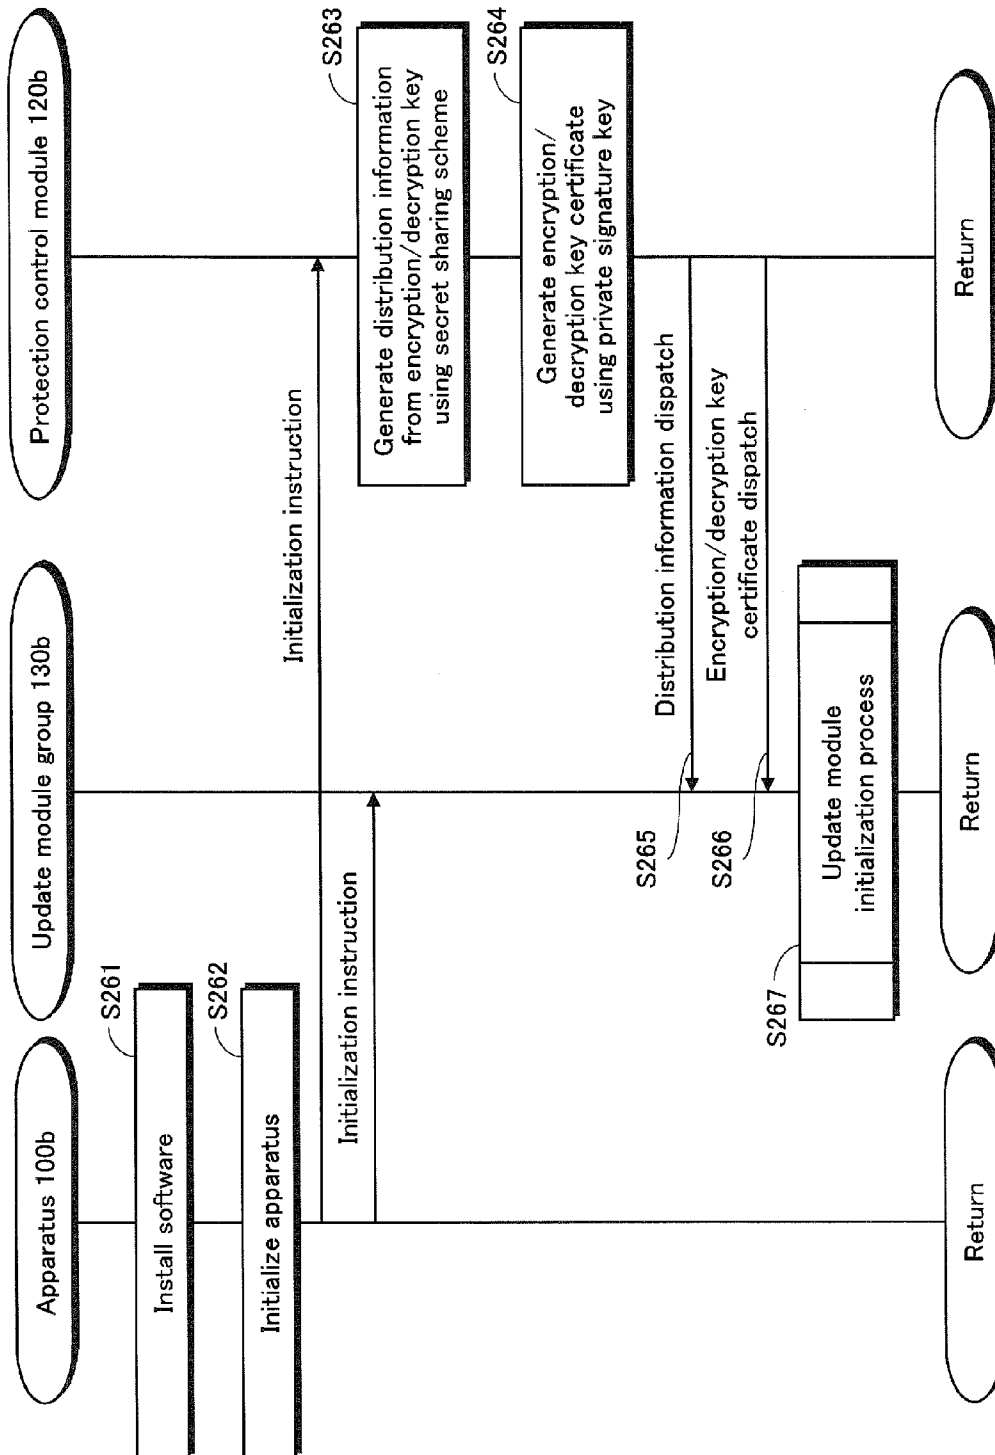 Apparatus 100b
Update module group 130b
Protection control module 120b
S261
Install software
S262
Initialize apparatus
Initialization instruction
Initialization instruction
S263
Generate distribution information
from encryption/decryption key
using secret sharing scheme
S264
Generate encryption/
decryption key certificate
using private signature key
Distribution information dispatch
S265
Encryption/decryption key
certificate dispatch
S266
S267
Update module
initialization process
Return
Return
Return